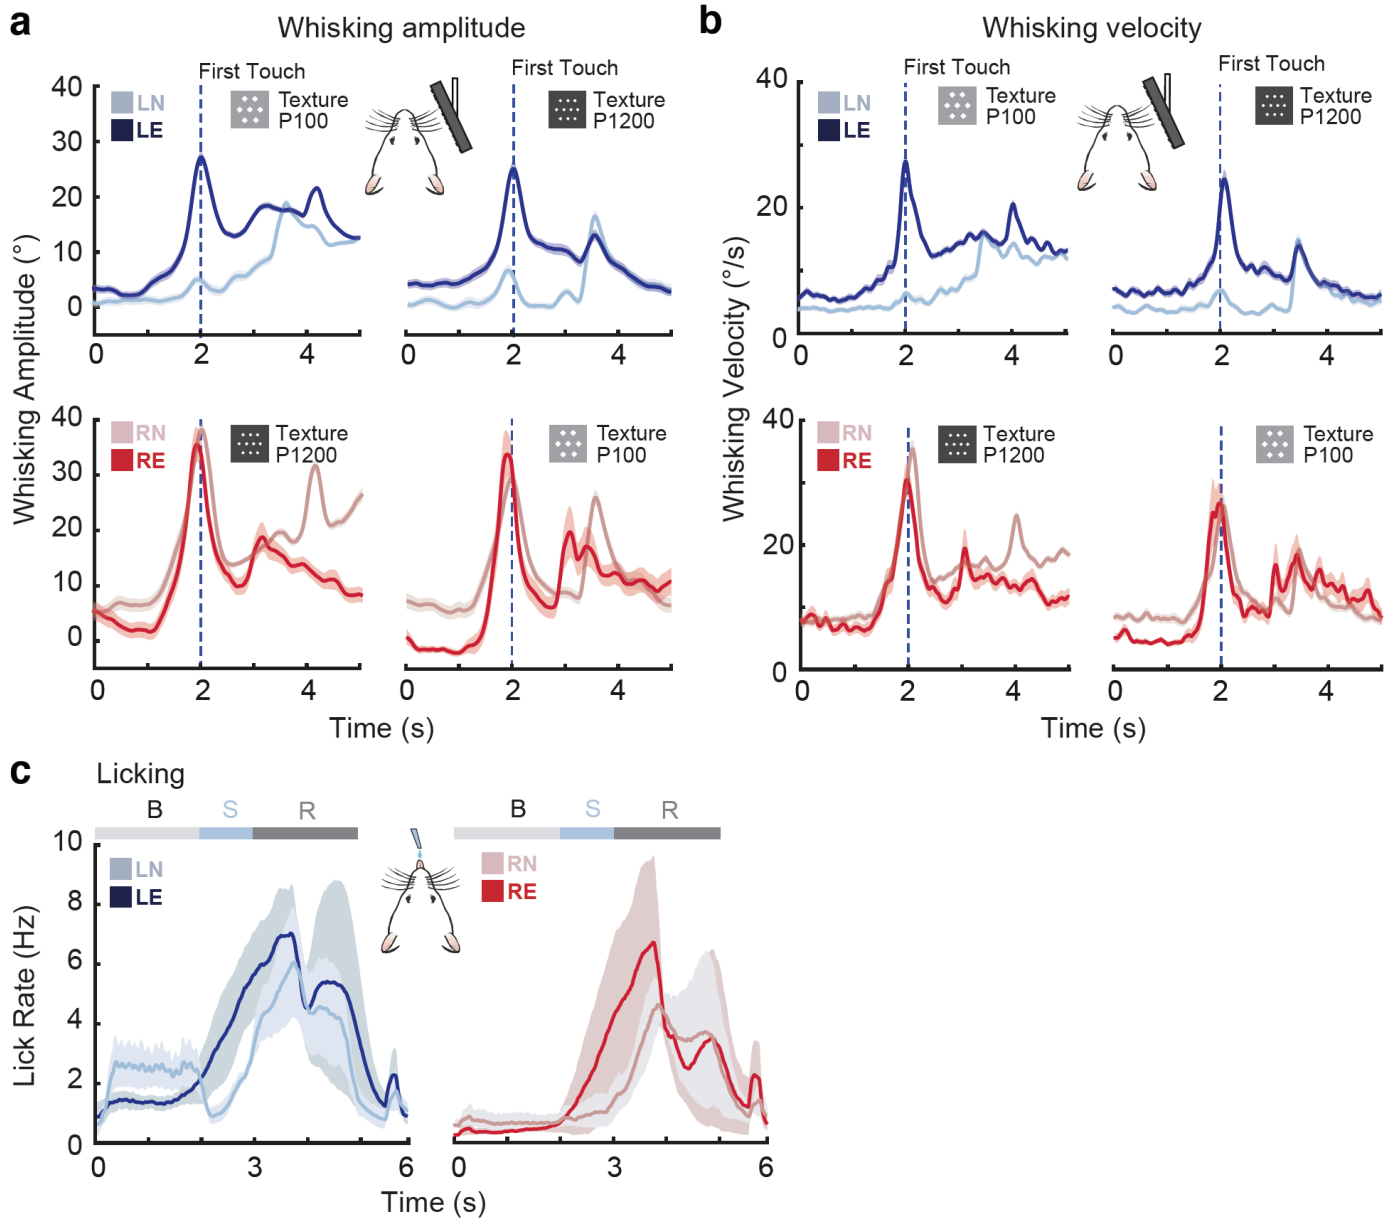 a
Whisking amplitude
b
Whisking velocity
First Touch
First Touch
First Touch
First Touch
LN
LE
Texture
P100
Texture
P1200
LN
LE
Texture
P100
Texture
P1200
40
30
20
10
0
0 2 4
0 2 4
40
20
0
0 2 4
0 2 4
Whisking Amplitude (°)
Whisking Velocity (°/s)
RN
RE
Texture
P1200
Texture
P100
RN
RE
Texture
P1200
Texture
P100
40
30
20
10
0
0 2 4
0 2 4
40
20
0
0 2 4
0 2 4
Time (s)
Time (s)
c
Licking
B S R
B S R
LN
LE
RN
RE
10
8
6
4
2
0
Lick Rate (Hz)
0 3 6
0 3 6
Time (s)